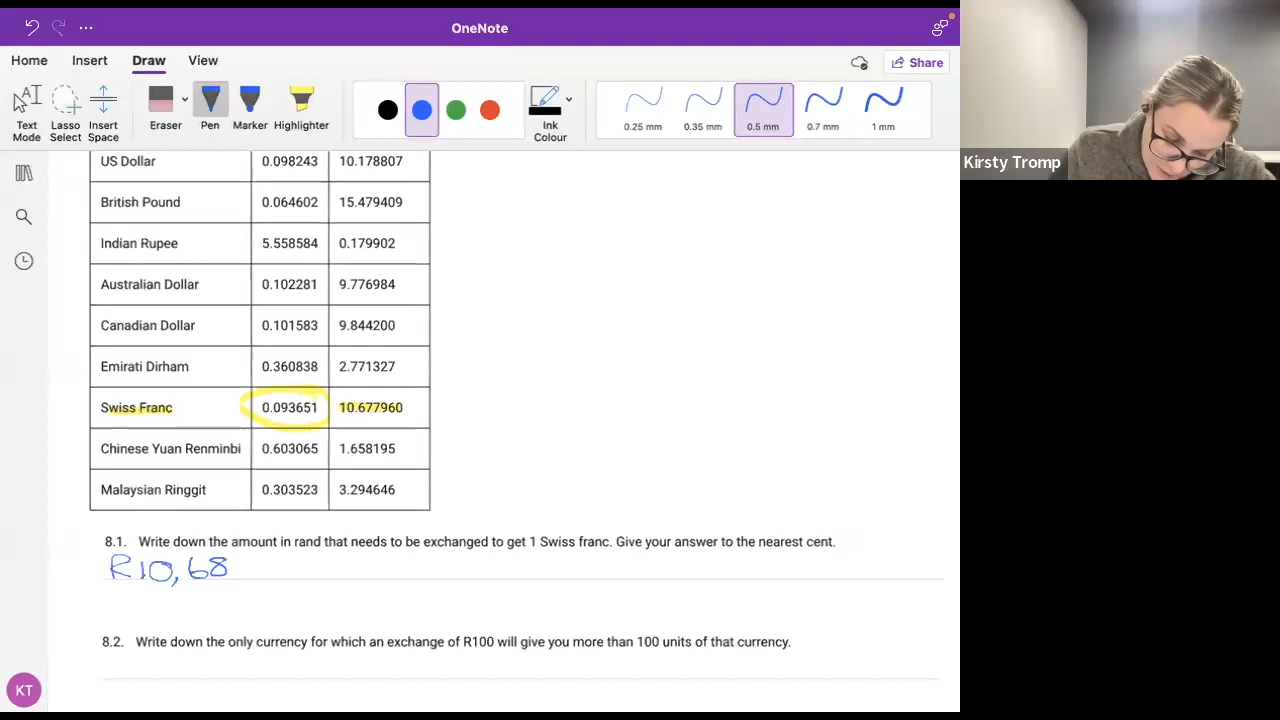 OneNote
Home Insert Draw View
Share
Text Mode
Lasso Select
Insert Space
Eraser
Pen
Marker
Highlighter
Ink Colour
0.25 mm
0.35 mm
0.5 mm
0.7 mm
1 mm
Kirsty Tromp
US Dollar 0.098243 10.178807
British Pound 0.064602 15.479409
Indian Rupee 5.558584 0.179902
Australian Dollar 0.102281 9.776984
Canadian Dollar 0.101583 9.844200
Emirati Dirham 0.360838 2.771327
Swiss Franc 0.093651 10.677960
Chinese Yuan Renminbi 0.603065 1.658195
Malaysian Ringgit 0.303523 3.294646
8.1. Write down the amount in rand that needs to be exchanged to get 1 Swiss franc. Give your answer to the nearest cent.
R10,68
8.2. Write down the only currency for which an exchange of R100 will give you more than 100 units of that currency.
KT